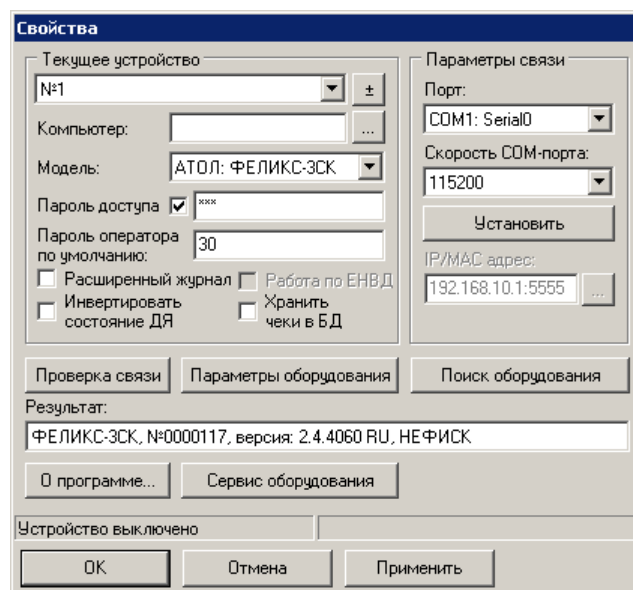 Свойства
Текущее устройство
№1
±
Компьютер:
...
Модель:
АТОЛ: ФЕЛИКС-3СК
Пароль доступа
***
Пароль оператора
по умолчанию:
30
Расширенный журнал
Работа по ЕНВД
Инвертировать
состояние ДЯ
Хранить
чеки в БД
Параметры связи
Порт:
COM1: Serial0
Скорость COM-порта:
115200
Установить
IP/MAC адрес:
192.168.10.1:5555
...
Проверка связи
Параметры оборудования
Поиск оборудования
Результат:
ФЕЛИКС-3СК, №0000117, версия: 2.4.4060 RU, НЕФИСК
О программе...
Сервис оборудования
Устройство выключено
ОК
Отмена
Применить